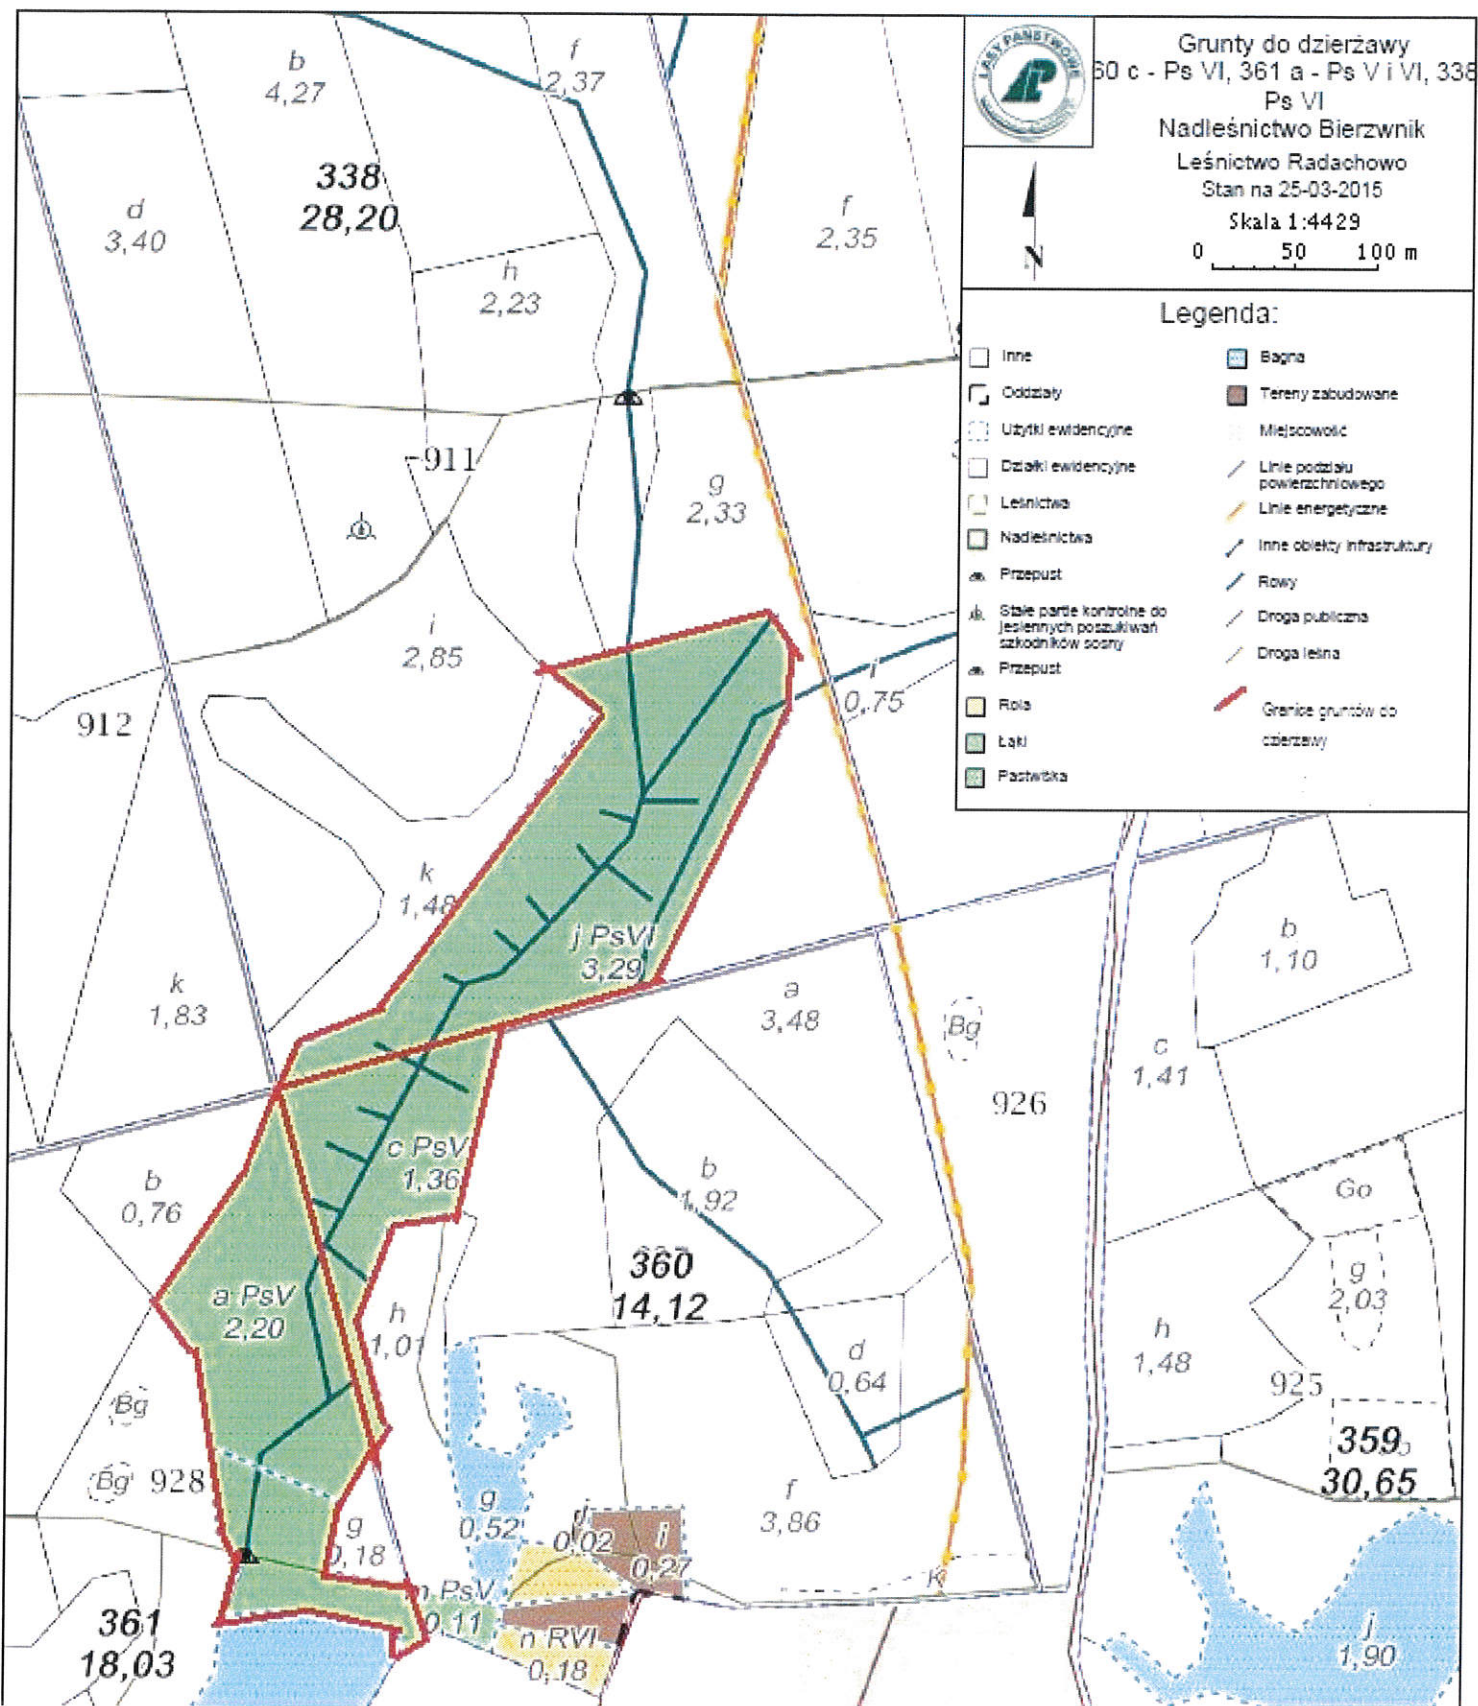 LASY PAŃSTWOWE
Grunty do dzierżawy
60 c - Ps VI, 361 a - Ps V i VI, 338
Ps VI
Nadleśnictwo Bierzwnik
Leśnictwo Radachowo
Stan na 25-03-2015
Skala 1:4429
0 50 100 m
N
Legenda:
Inne
Oddziały
Użytki ewidencyjne
Działki ewidencyjne
Leśnictwa
Nadleśnictwa
Przepust
Stałe partie kontrolne do
jesiennych poszukiwań
szkodników sosny
Przepust
Rola
Łąki
Pastwiska
Bagna
Tereny zabudowane
Miejscowość
Linie podziału
powierzchniowego
Linie energetyczne
Inne obiekty infrastruktury
Rowy
Droga publiczna
Droga leśna
Granice gruntów do
dzierżawy
b
4,27
f
2,37
338
28,20
d
3,40
h
2,23
f
2,35
911
g
2,33
i
2,85
912
l
0,75
k
1,48
j PsVI
3,29
k
1,83
a
3,48
Bg
b
1,10
c
1,41
926
c PsV
1,36
b
0,76
b
1,92
Go
360
14,12
a PsV
2,20
h
1,01
g
2,03
d
0,64
h
1,48
925
Bg
Bg
928
359
30,65
g
0,52
f
3,86
j
0,02
i
0,27
g
0,18
K
m PsV
0,11
n RVI
0,18
361
18,03
j
1,90